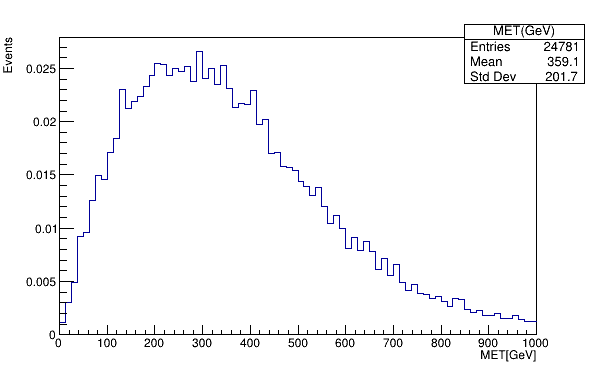 MET(GeV)
Entries 24781
Mean 359.1
Std Dev 201.7
Events
0.025
0.02
0.015
0.01
0.005
0
0 100 200 300 400 500 600 700 800 900 1000
MET[GeV]